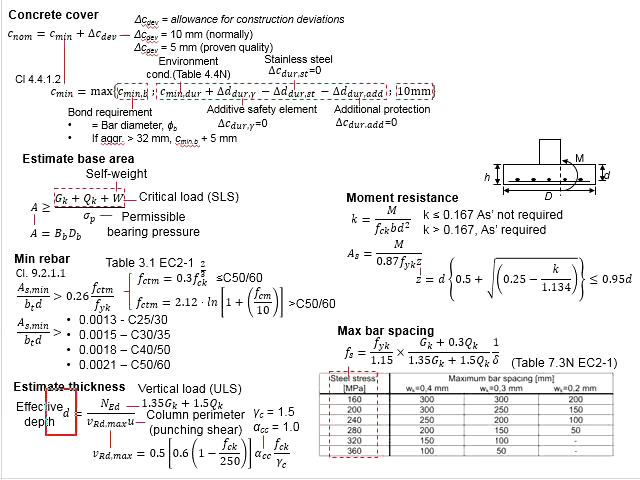 Concrete cover
Δc_dev = allowance for construction deviations
c_nom = c_min + Δc_dev
Δc_dev = 10 mm (normally)
Δc_dev = 5 mm (proven quality)
Environment cond.(Table 4.4N)
Stainless steel
Δc_dur,st=0
Cl 4.4.1.2
c_min = max{c_min,b ; c_min,dur + Δd_dur,γ − Δd_dur,st − Δd_dur,add ; 10mm}
Bond requirement
• = Bar diameter, ϕ_b
• If aggr. > 32 mm, c_min,b + 5 mm
Additive safety element
Δc_dur,γ=0
Additional protection
Δc_dur.add=0
Estimate base area
Self-weight
A ≥ (G_k + Q_k + W) / σ_p
Critical load (SLS)
Permissible bearing pressure
A = B_b D_b
M
h
d
D
Moment resistance
k = M / (f_ck bd²)
k ≤ 0.167 As' not required
k > 0.167, As' required
A_s = M / (0.87f_yk z)
z = d {0.5 + √(0.25 − k / 1.134)} ≤ 0.95d
Min rebar
Cl. 9.2.1.1
Table 3.1 EC2-1
A_s,min / (b_t d) > 0.26 f_ctm / f_yk
f_ctm = 0.3f_ck^(2/3) ≤C50/60
f_ctm = 2.12 · ln [1 + (f_cm / 10)] >C50/60
A_s,min / (b_t d) >
• 0.0013 - C25/30
• 0.0015 – C30/35
• 0.0018 – C40/50
• 0.0021 – C50/60
Max bar spacing
f_s = f_yk / 1.15 × (G_k + 0.3Q_k) / (1.35G_k + 1.5Q_k) 1/δ
(Table 7.3N EC2-1)
Steel stress [MPa] Maximum bar spacing [mm]
w_k=0,4 mm w_k=0,3 mm w_k=0,2 mm
160 300 300 200
200 300 250 150
240 250 200 100
280 200 150 50
320 150 100 -
360 100 50 -
Estimate thickness
Vertical load (ULS)
Effective depth
d = N_Ed / (v_Rd,max u)
1.35G_k + 1.5Q_k
Column perimeter (punching shear)
γ_c = 1.5
α_cc = 1.0
v_Rd,max = 0.5 [0.6 (1 − f_ck / 250)] α_cc f_ck / γ_c